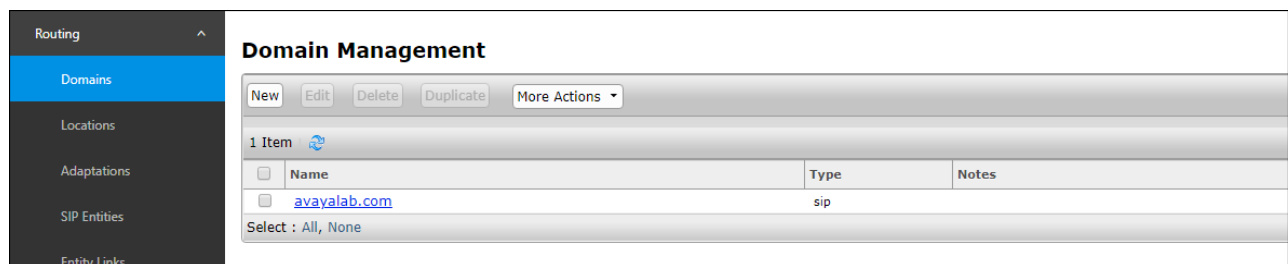 Routing
Domains
Locations
Adaptations
SIP Entities
Entity Links
Domain Management
New Edit Delete Duplicate More Actions
1 Item
Name Type Notes
avayalab.com sip
Select : All, None